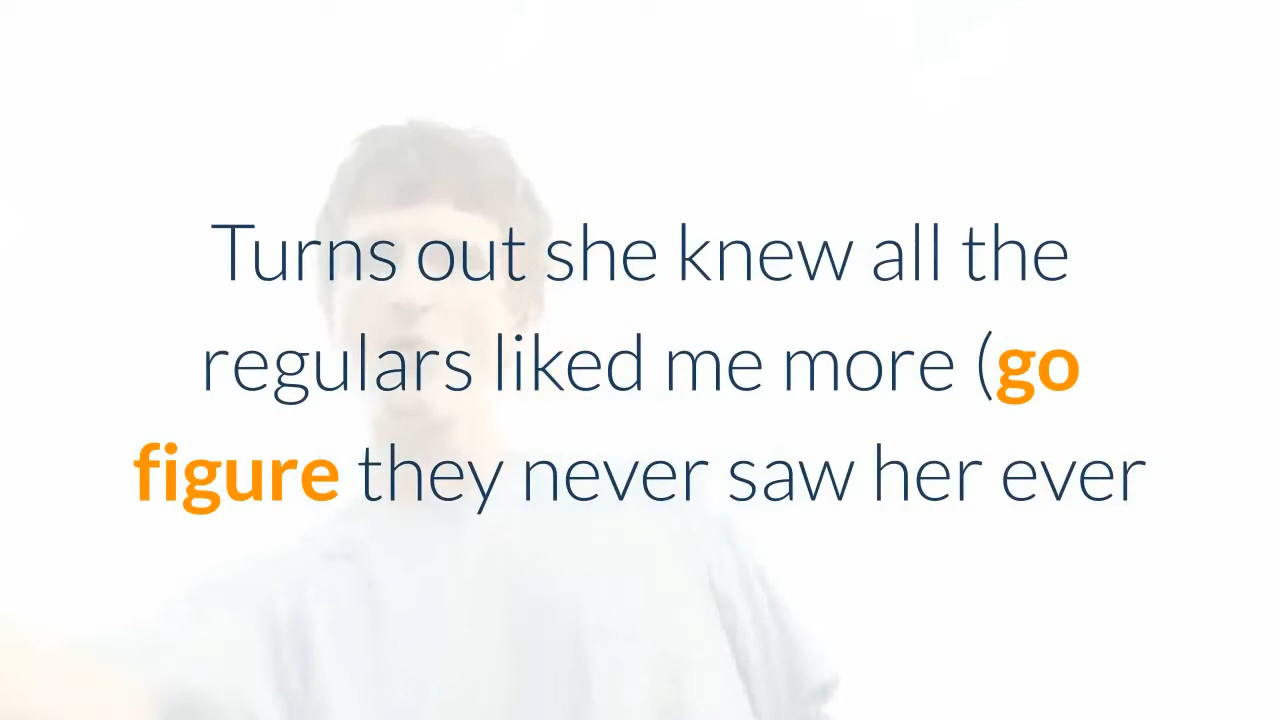 Turns out she knew all the
regulars liked me more (go
figure they never saw her ever